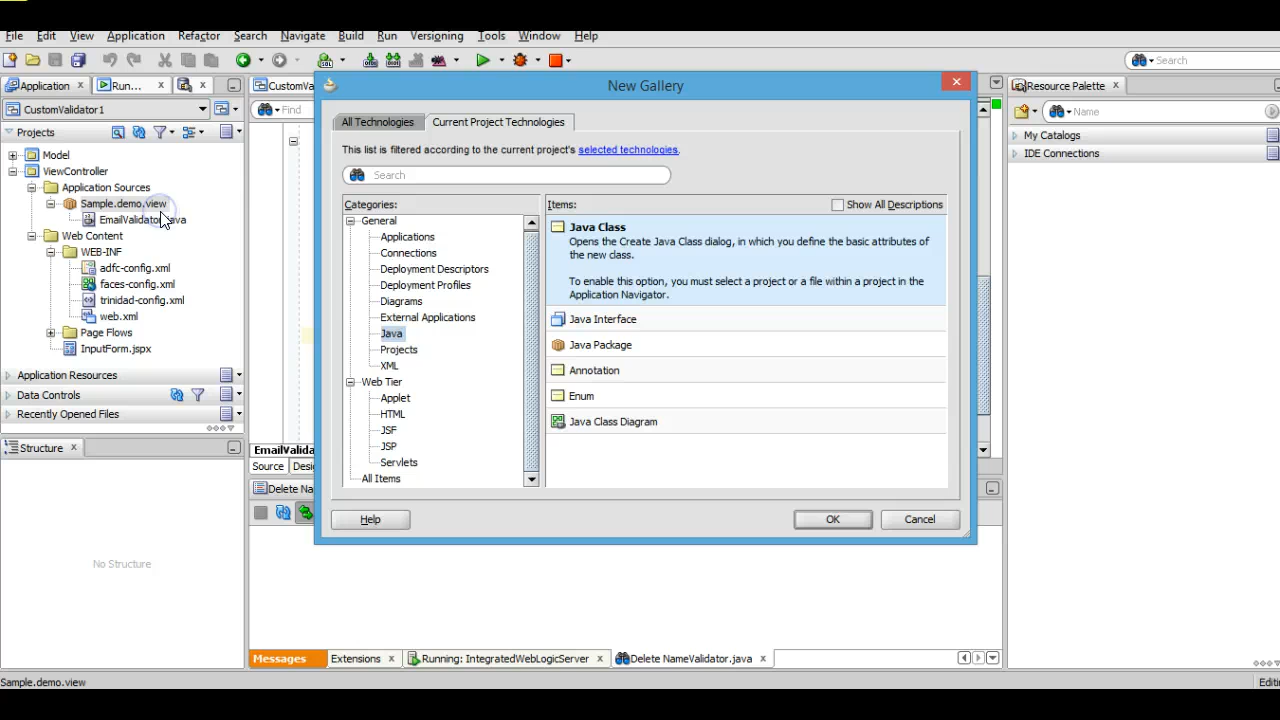 File Edit View Application Refactor Search Navigate Build Run Versioning Tools Window Help
Search
Application
Run...
CustomVa
New Gallery
Resource Palette
CustomValidator1
Find
Name
All Technologies
Current Project Technologies
Projects
My Catalogs
This list is filtered according to the current project's selected technologies.
IDE Connections
Model
ViewController
Search
Application Sources
Sample.demo.view
Categories:
Items:
Show All Descriptions
EmailValidator.java
General
Java Class
Web Content
Applications
Opens the Create Java Class dialog, in which you define the basic attributes of
WEB-INF
Connections
the new class.
adfc-config.xml
Deployment Descriptors
faces-config.xml
Deployment Profiles
To enable this option, you must select a project or a file within a project in the
trinidad-config.xml
Diagrams
Application Navigator.
web.xml
External Applications
Java Interface
Page Flows
Java
InputForm.jspx
Projects
Java Package
Application Resources
XML
Annotation
Data Controls
Web Tier
Recently Opened Files
Applet
Enum
HTML
Java Class Diagram
JSF
Structure
JSP
EmailValida
Servlets
Source
Desi
All Items
Delete Na
Help
OK
Cancel
No Structure
Messages
Extensions
Running: IntegratedWebLogicServer
Delete NameValidator.java
Sample.demo.view
Editi